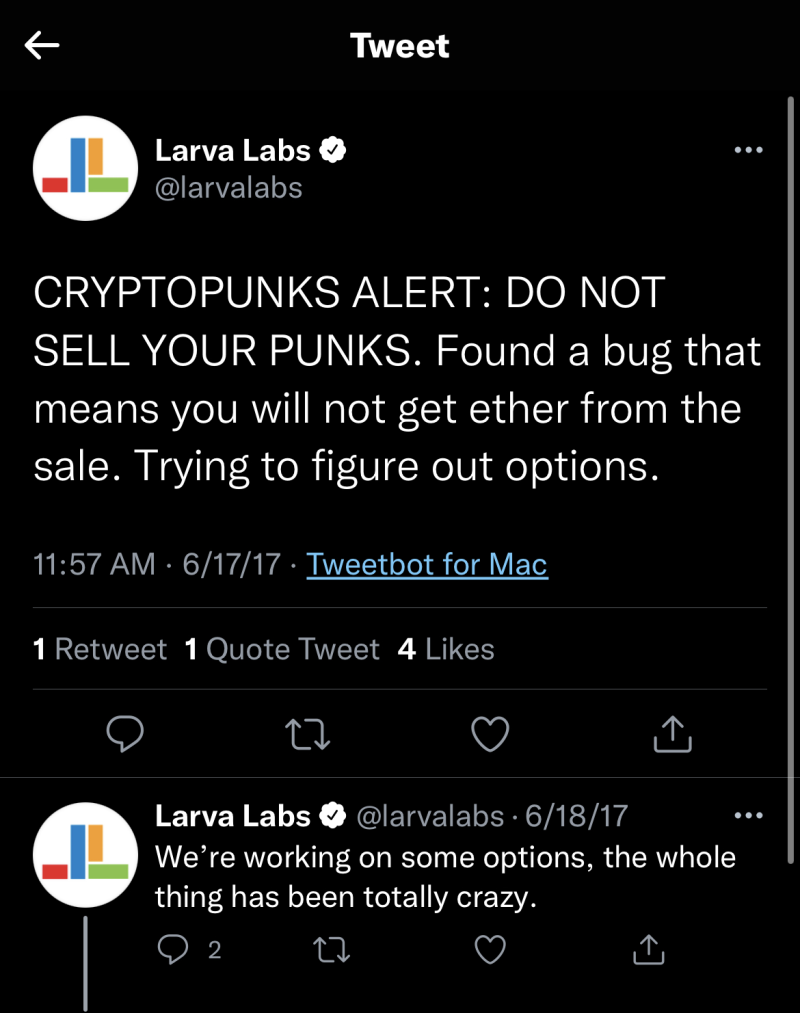 Tweet
Larva Labs
@larvalabs
CRYPTOPUNKS ALERT: DO NOT
SELL YOUR PUNKS. Found a bug that
means you will not get ether from the
sale. Trying to figure out options.
11:57 AM · 6/17/17 · Tweetbot for Mac
1 Retweet 1 Quote Tweet 4 Likes
Larva Labs @larvalabs · 6/18/17
We’re working on some options, the whole
thing has been totally crazy.
2